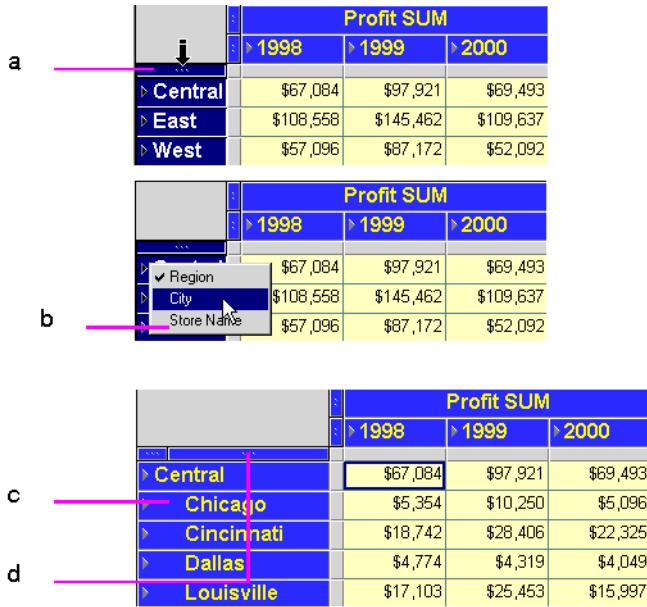 Profit SUM
1998 1999 2000
a
Central $67,084 $97,921 $69,493
East $108,558 $145,462 $109,637
West $57,096 $87,172 $52,092
Profit SUM
1998 1999 2000
$67,084 $97,921 $69,493
Region
City $108,558 $145,462 $109,637
b
Store Name $57,096 $87,172 $52,092
Profit SUM
1998 1999 2000
Central $67,084 $97,921 $69,493
c
Chicago $5,354 $10,250 $5,096
Cincinnati $18,742 $28,406 $22,325
Dallas $4,774 $4,319 $4,049
d
Louisville $17,103 $25,453 $15,997